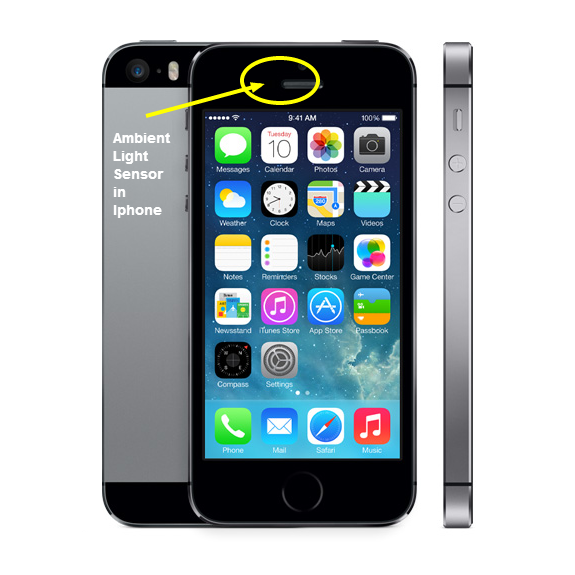 9:41 AM
100%
Ambient
Light
Sensor
in
Iphone
Tuesday
10
Messages
Calendar
Photos
Camera
280
Weather
Clock
Maps
Videos
Notes
Reminders
Stocks
Game Center
Newsstand
iTunes Store
App Store
Passbook
Compass
Settings
Phone
Mail
Safari
Music